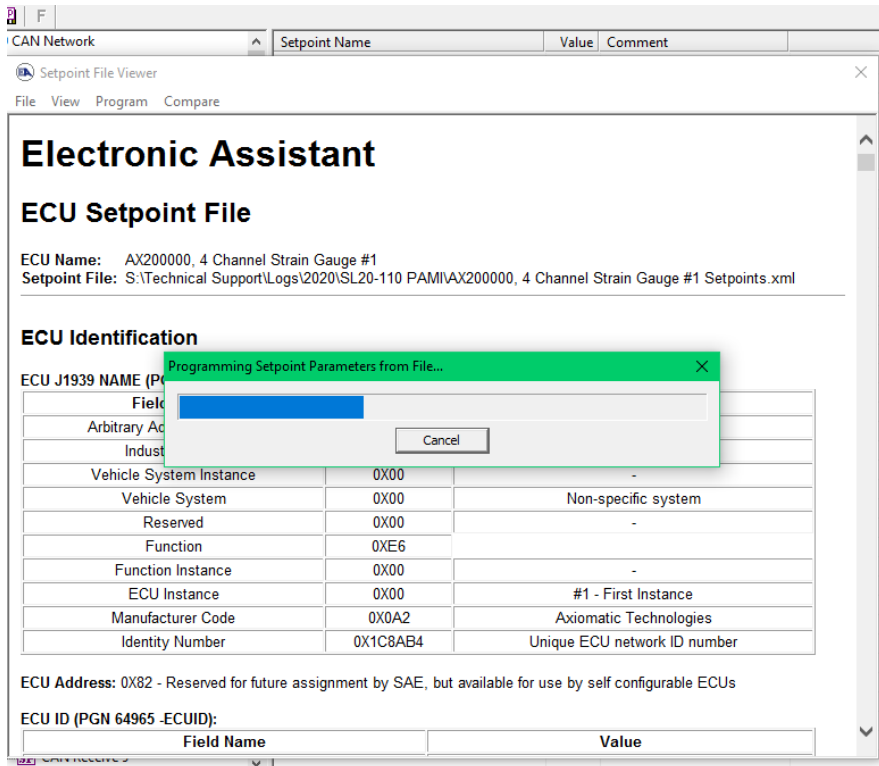 F
CAN Network
Setpoint Name Value Comment
EA Setpoint File Viewer
File View Program Compare
Electronic Assistant
ECU Setpoint File
ECU Name: AX200000, 4 Channel Strain Gauge #1
Setpoint File: S:\Technical Support\Logs\2020\SL20-110 PAMI\AX200000, 4 Channel Strain Gauge #1 Setpoints.xml
ECU Identification
Programming Setpoint Parameters from File...
ECU J1939 NAME
Cancel
Vehicle System Instance 0X00 -
Vehicle System 0X00 Non-specific system
Reserved 0X00 -
Function 0XE6
Function Instance 0X00 -
ECU Instance 0X00 #1 - First Instance
Manufacturer Code 0X0A2 Axiomatic Technologies
Identity Number 0X1C8AB4 Unique ECU network ID number
ECU Address: 0X82 - Reserved for future assignment by SAE, but available for use by self configurable ECUs
ECU ID (PGN 64965 -ECUID):
Field Name Value